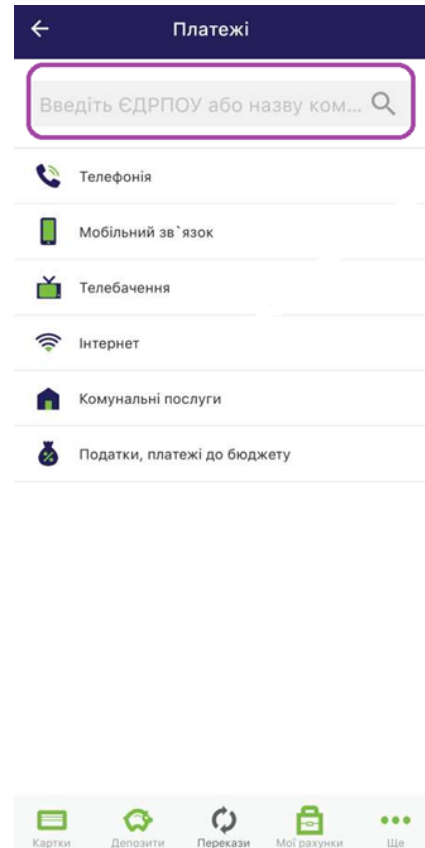 Платежі
Введіть ЄДРПОУ або назву ком...
Телефонія
Мобільний зв`язок
Телебачення
Інтернет
Комунальні послуги
Податки, платежі до бюджету
Картки Депозити Перекази Мої рахунки Ще